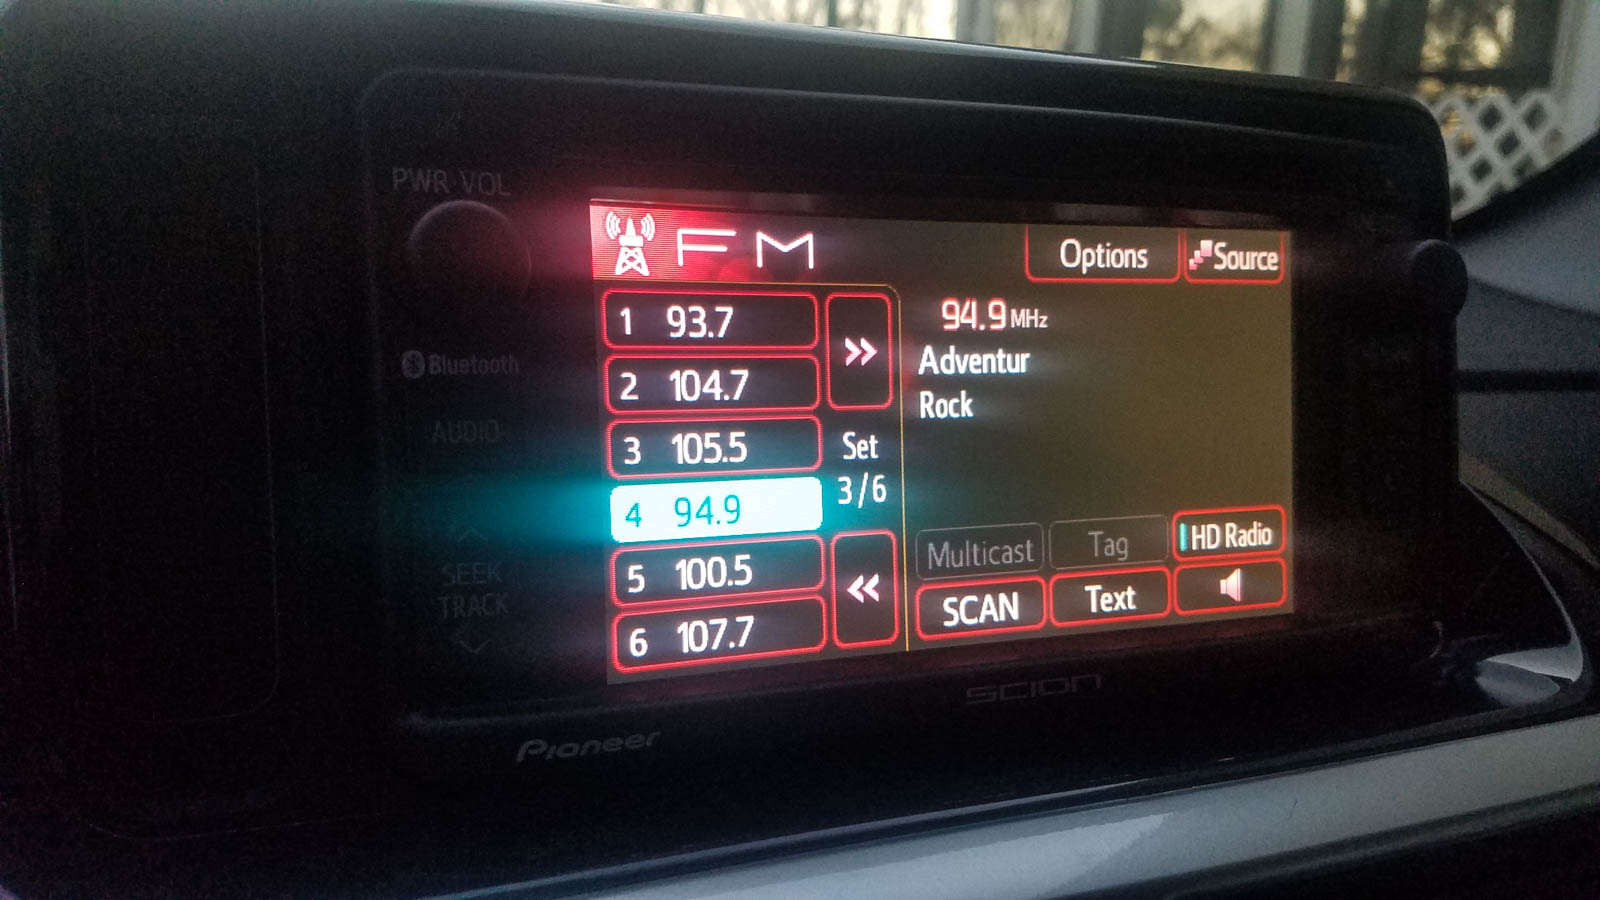 PWR·VOL
Bluetooth
AUDIO
SEEK
TRACK
FM
Options
Source
1 93.7
2 104.7
3 105.5
4 94.9
5 100.5
6 107.7
>>
Set
3/6
<<
94.9 MHz
Adventur
Rock
Multicast
Tag
HD Radio
SCAN
Text
SCION
Pioneer